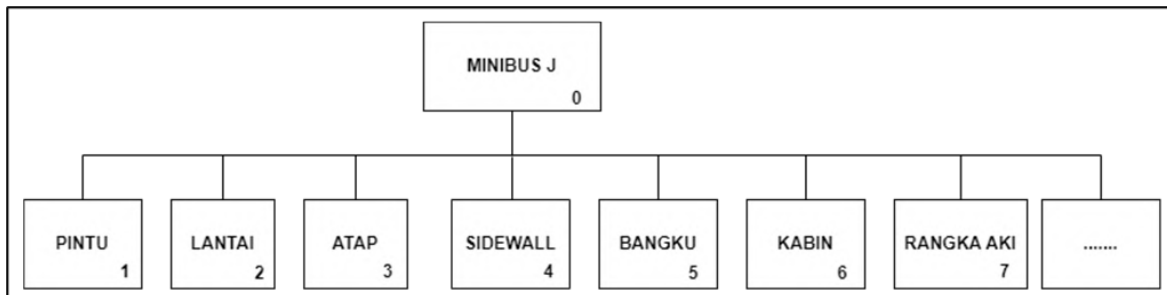 MINIBUS J
0
PINTU
1
LANTAI
2
ATAP
3
SIDEWALL
4
BANGKU
5
KABIN
6
RANGKA AKI
7
.......